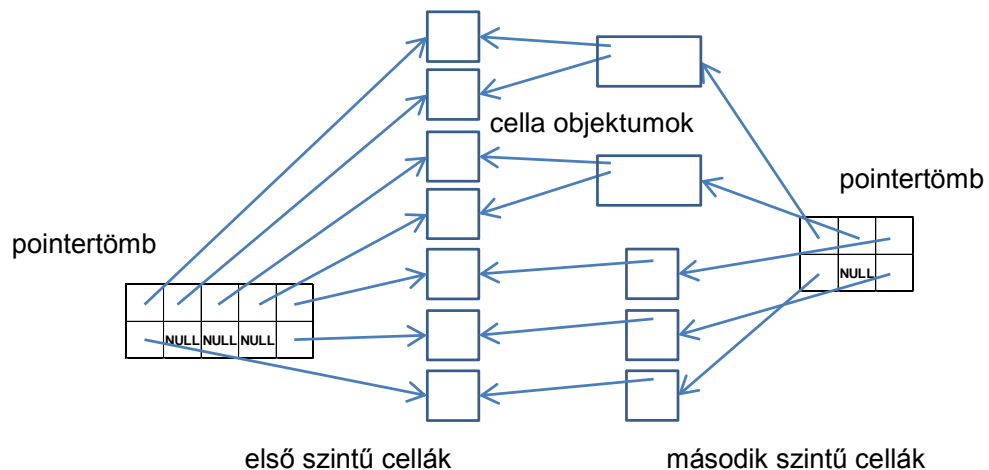 cella objektumok
pointertömb
pointertömb
NULL
NULL NULL NULL
első szintű cellák
második szintű cellák